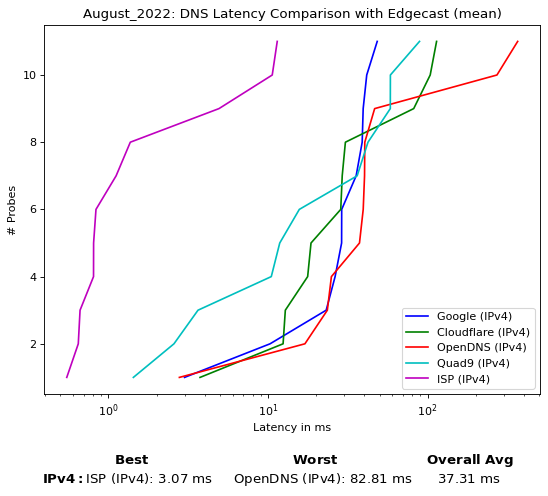 August_2022: DNS Latency Comparison with Edgecast (mean)
# Probes
10
8
6
4
2
Google (IPv4)
Cloudflare (IPv4)
OpenDNS (IPv4)
Quad9 (IPv4)
ISP (IPv4)
10⁰ 10¹ 10²
Latency in ms
Best Worst Overall Avg
IPv4: ISP (IPv4): 3.07 ms OpenDNS (IPv4): 82.81 ms 37.31 ms